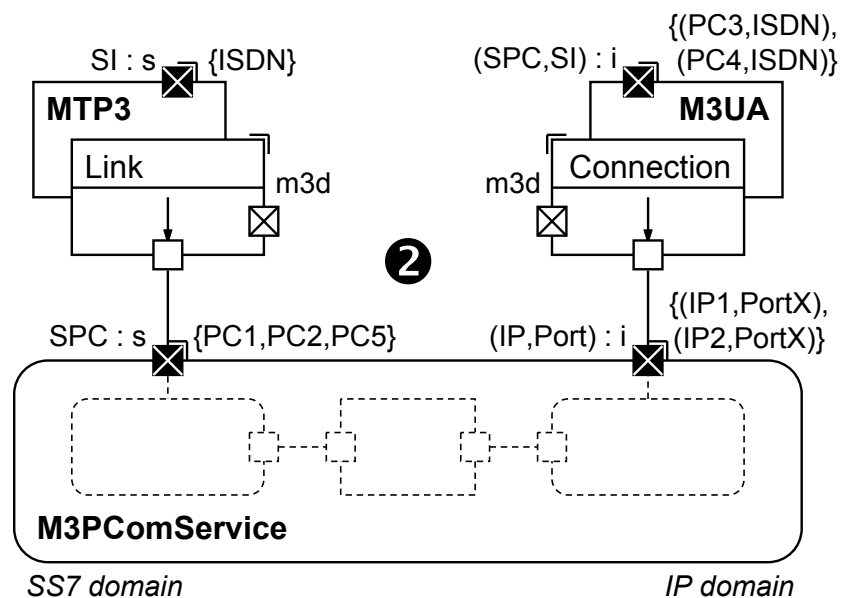 {(PC3,ISDN),
SI : s {ISDN} (SPC,SI) : i (PC4,ISDN)}
MTP3 M3UA
Link Connection
m3d m3d
❷
{(IP1,PortX),
SPC : s {PC1,PC2,PC5} (IP,Port) : i (IP2,PortX)}
M3PComService
SS7 domain IP domain